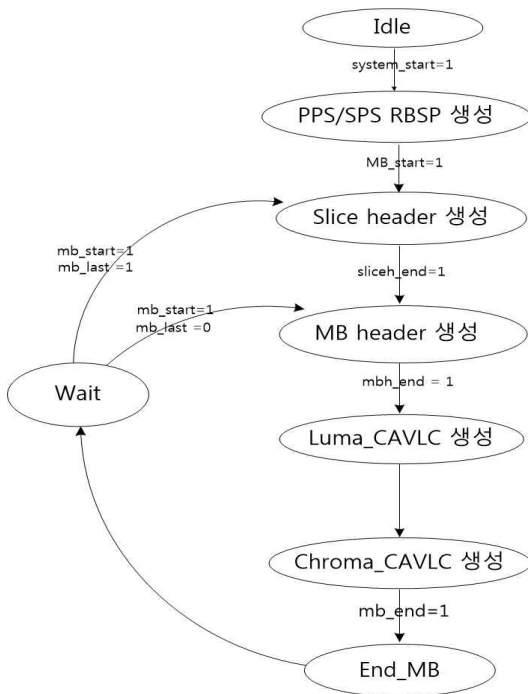 Idle
system_start=1
PPS/SPS RBSP 생성
MB_start=1
Slice header 생성
mb_start=1
mb_last =1
sliceh_end=1
mb_start=1
mb_last =0
MB header 생성
mbh_end = 1
Wait
Luma_CAVLC 생성
Chroma_CAVLC 생성
mb_end=1
End_MB